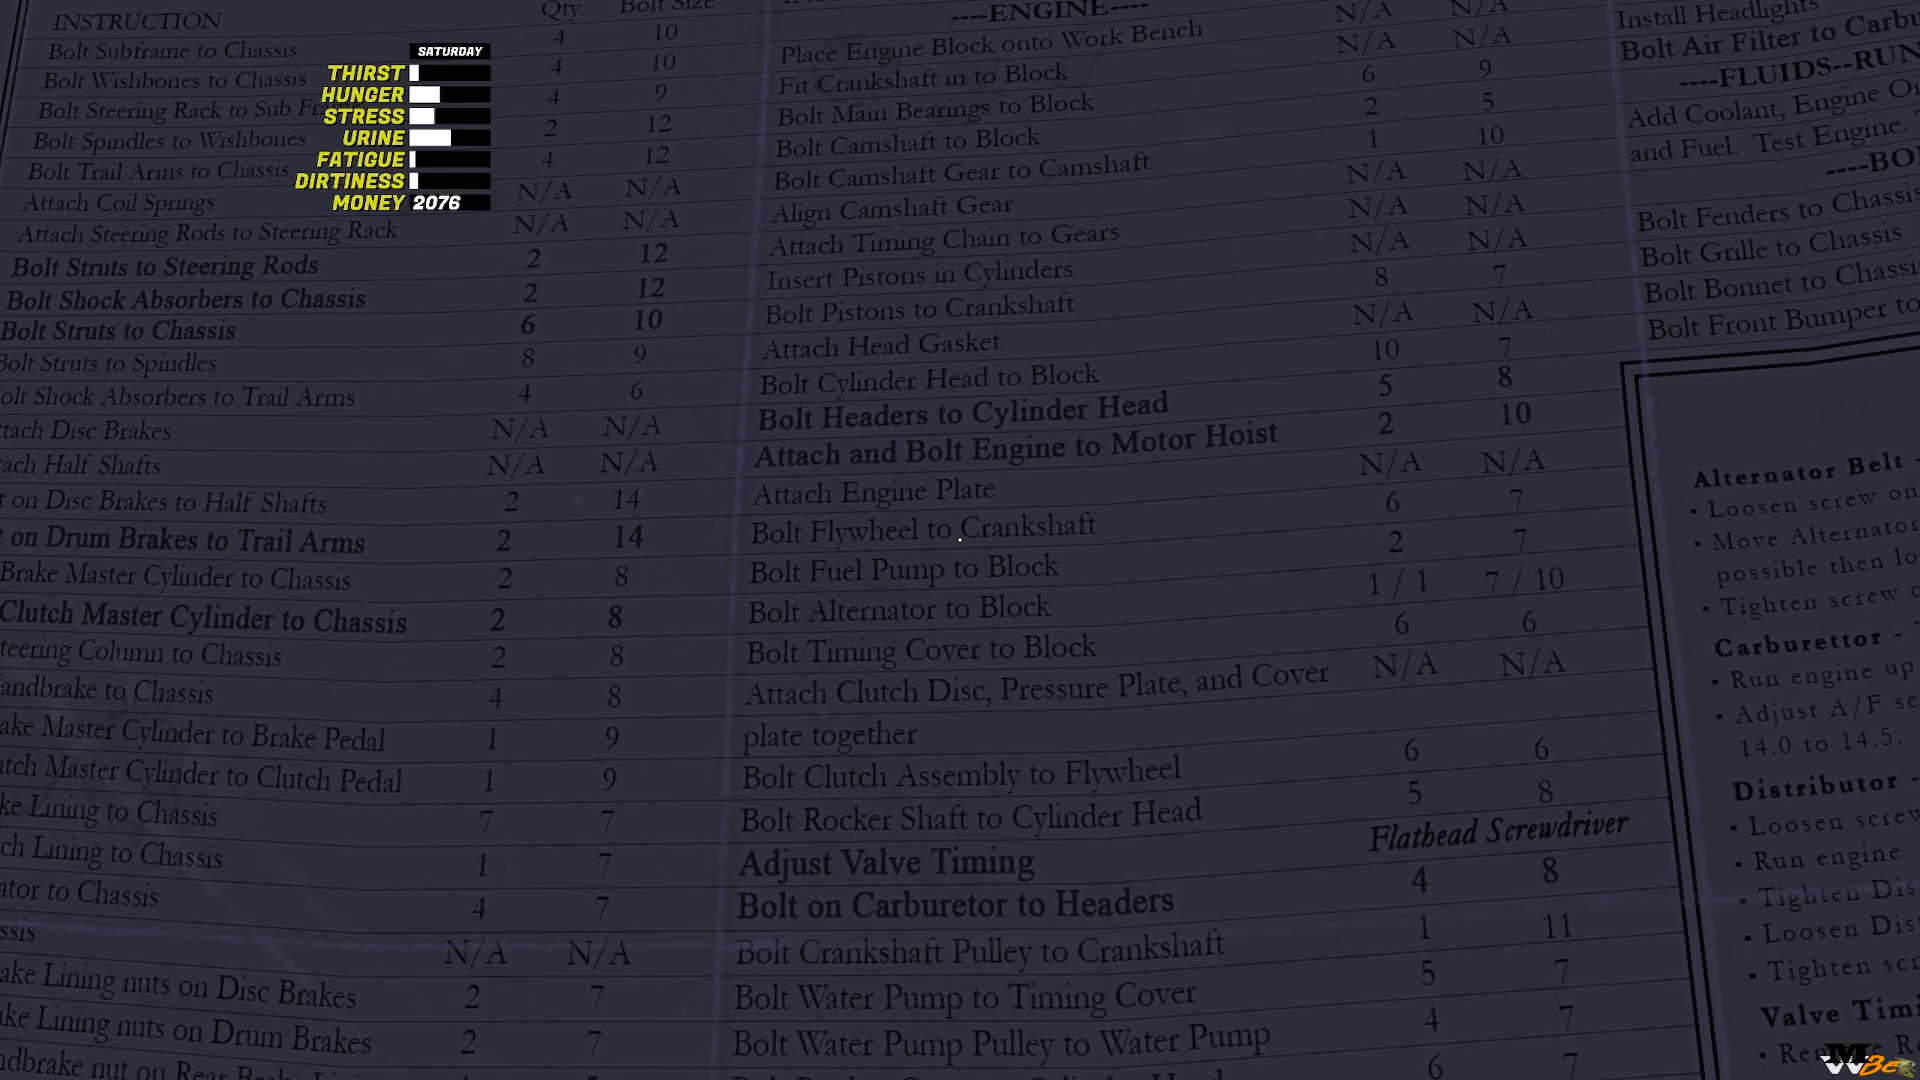 SATURDAY
THIRST
HUNGER
STRESS
URINE
FATIGUE
DIRTINESS
MONEY 2076
INSTRUCTION Qty. Bolt Size
Bolt Subframe to Chassis 4 10
Bolt Wishbones to Chassis 4 10
Bolt Steering Rack to Sub Fra 4 9
Bolt Spindles to Wishbones 2 12
Bolt Trail Arms to Chassis 4 12
Attach Coil Springs N/A N/A
Attach Steering Rods to Steering Rack N/A N/A
Bolt Struts to Steering Rods 2 12
Bolt Shock Absorbers to Chassis 2 12
Bolt Struts to Chassis 6 10
Bolt Struts to Spindles 8 9
olt Shock Absorbers to Trail Arms 4 6
tach Disc Brakes N/A N/A
ach Half Shafts N/A N/A
t on Disc Brakes to Half Shafts 2 14
t on Drum Brakes to Trail Arms 2 14
Brake Master Cylinder to Chassis 2 8
Clutch Master Cylinder to Chassis 2 8
teering Column to Chassis 2 8
andbrake to Chassis 4 8
ake Master Cylinder to Brake Pedal 1 9
utch Master Cylinder to Clutch Pedal 1 9
ke Lining to Chassis 7 7
ch Lining to Chassis 1 7
ator to Chassis 4 7
ssis N/A N/A
ake Lining nuts on Disc Brakes 2 7
ake Lining nuts on Drum Brakes 2 7
ndbrake nut on Rear
----ENGINE----
Place Engine Block onto Work Bench N/A N/A
Fit Crankshaft in to Block N/A N/A
Bolt Main Bearings to Block 6 9
Bolt Camshaft to Block 2 5
Bolt Camshaft Gear to Camshaft 1 10
Align Camshaft Gear N/A N/A
Attach Timing Chain to Gears N/A N/A
Insert Pistons in Cylinders N/A N/A
Bolt Pistons to Crankshaft 8 7
Attach Head Gasket N/A N/A
Bolt Cylinder Head to Block 10 7
Bolt Headers to Cylinder Head 5 8
Attach and Bolt Engine to Motor Hoist 2 10
Attach Engine Plate N/A N/A
Bolt Flywheel to Crankshaft 6 7
Bolt Fuel Pump to Block 2 7
Bolt Alternator to Block 1 / 1 7 / 10
Bolt Timing Cover to Block 6 6
Attach Clutch Disc, Pressure Plate, and Cover N/A N/A
plate together
Bolt Clutch Assembly to Flywheel 6 6
Bolt Rocker Shaft to Cylinder Head 5 8
Adjust Valve Timing Flathead Screwdriver
Bolt on Carburetor to Headers 4 8
Bolt Crankshaft Pulley to Crankshaft 1 11
Bolt Water Pump to Timing Cover 5 7
Bolt Water Pump Pulley to Water Pump 4 7
6 7
Install Headlights
Bolt Air Filter to Carbu
----FLUIDS--RUN
Add Coolant, Engine Oi
and Fuel. Test Engine.
----BO
Bolt Fenders to Chassis
Bolt Grille to Chassis
Bolt Bonnet to Chassi
Bolt Front Bumper to
Alternator Belt -
• Loosen screw on
• Move Alternator
possible then lo
• Tighten screw
Carburettor -
• Run engine up
• Adjust A/F sc
14.0 to 14.5.
Distributor -
• Loosen screw
• Run engine
• Tighten Dis
• Loosen Dis
• Tighten scr
Valve Timi